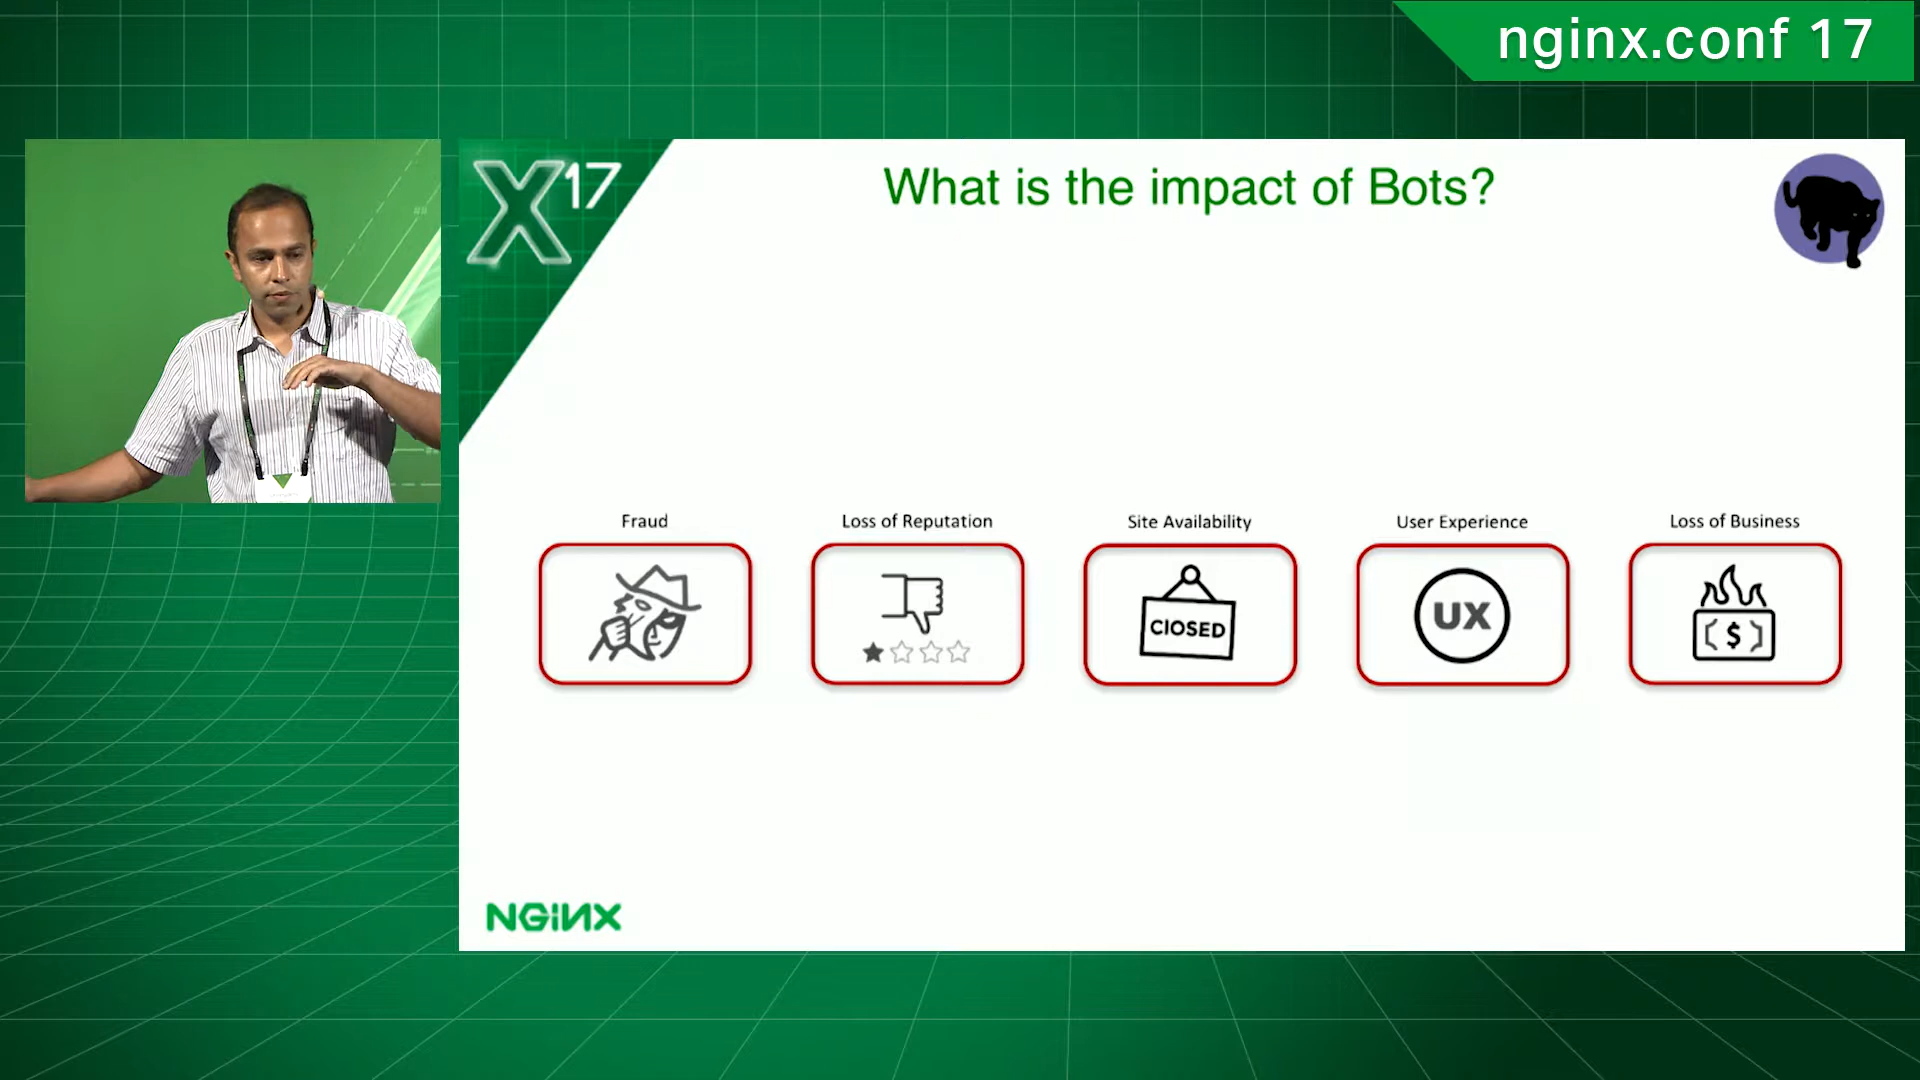 nginx.conf 17
X17
What is the impact of Bots?
Fraud
Loss of Reputation
Site Availability
User Experience
Loss of Business
ClOSED
UX
$
NGiNX